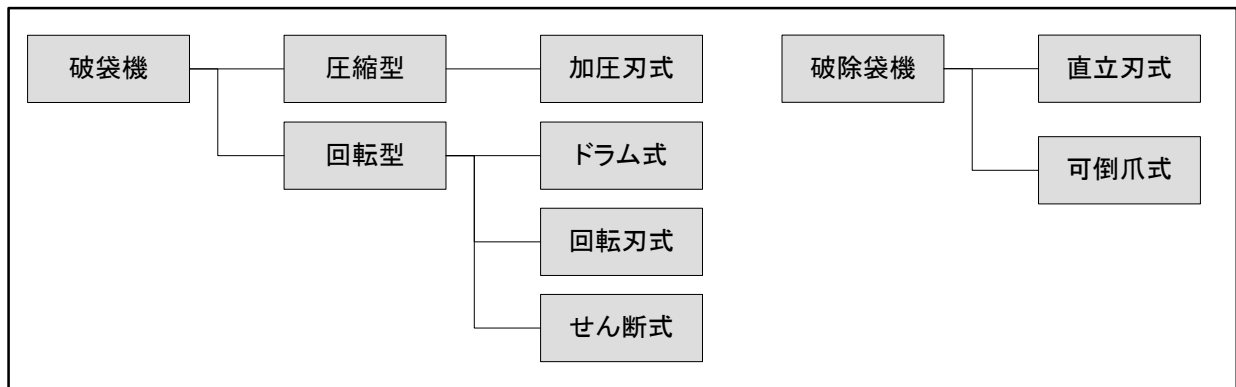 破袋機
圧縮型
加圧刃式
回転型
ドラム式
回転刃式
せん断式
破除袋機
直立刃式
可倒爪式